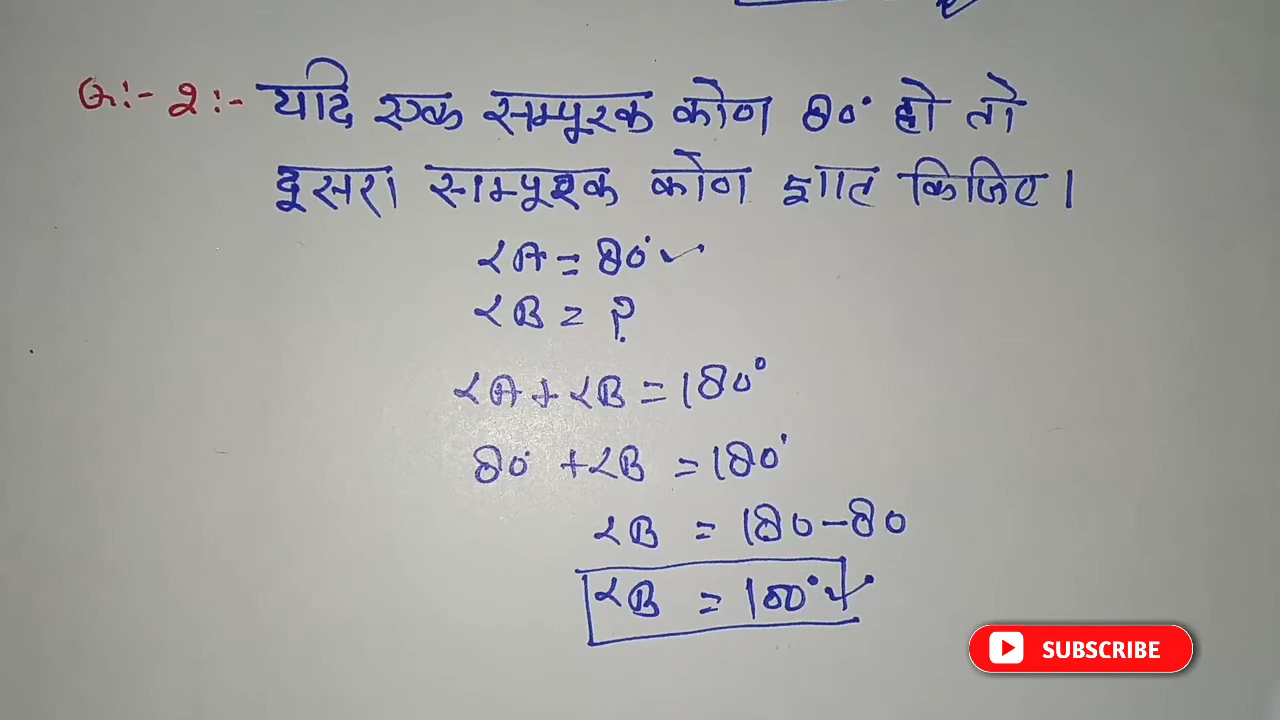 Q:- 2:- यदि एक सम्पूरक कोण 80° हो तो
दूसरा सम्पूरक कोण ज्ञात किजिए।
∠A = 80°
∠B = ?
∠A + ∠B = 180°
80° + ∠B = 180°
∠B = 180 - 80
∠B = 100°
SUBSCRIBE